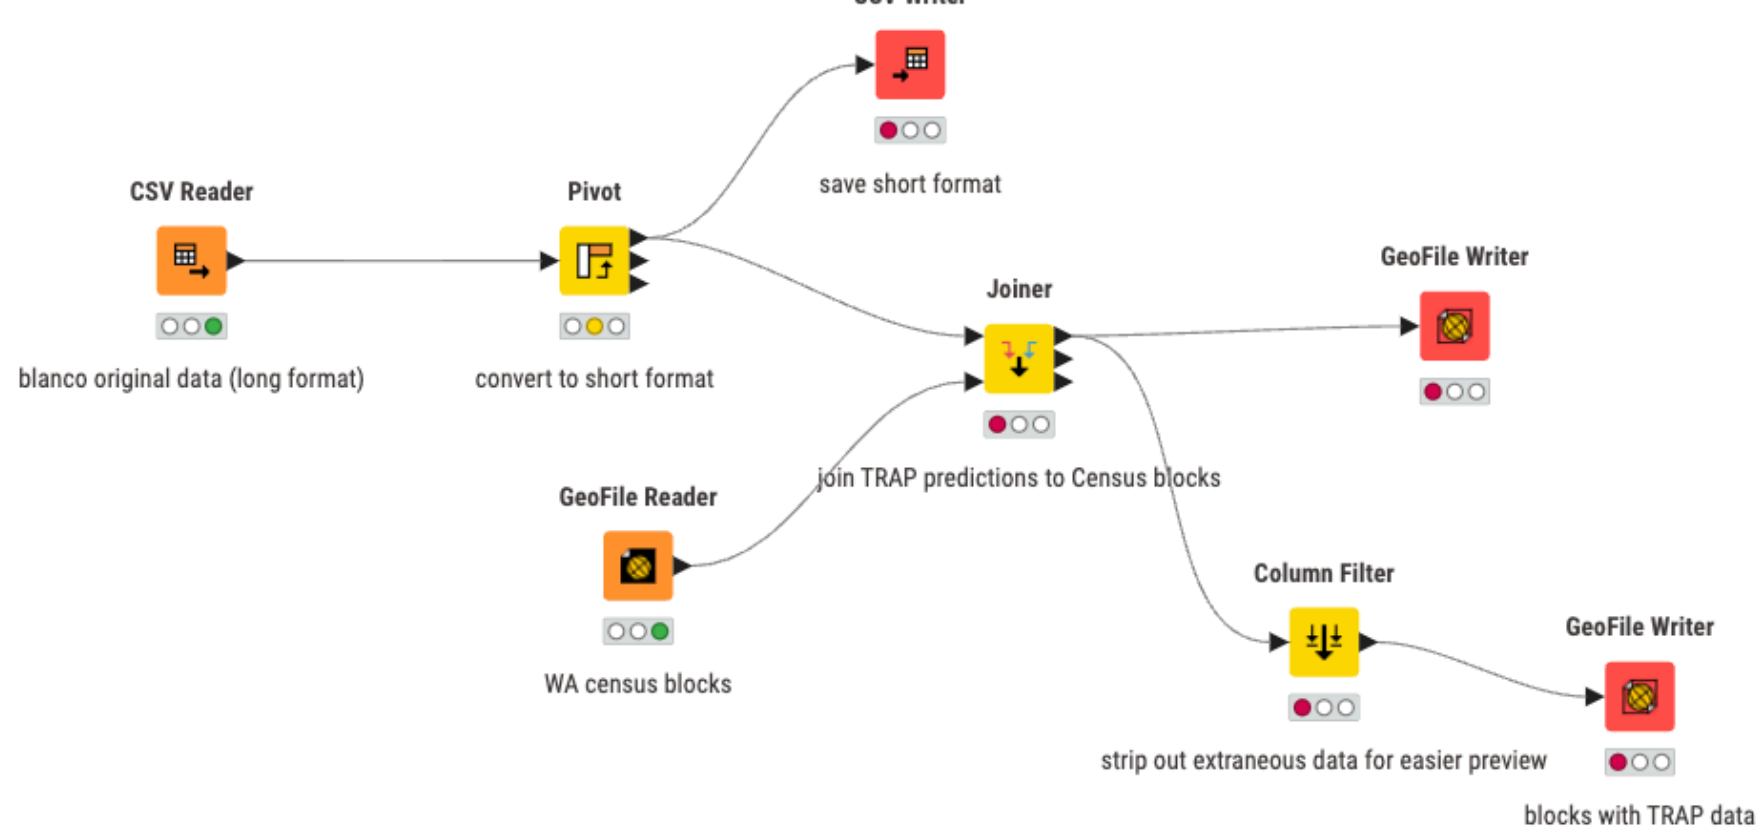 CSV Writer
save short format
CSV Reader
blanco original data (long format)
Pivot
convert to short format
Joiner
join TRAP predictions to Census blocks
GeoFile Writer
GeoFile Reader
WA census blocks
Column Filter
strip out extraneous data for easier preview
GeoFile Writer
blocks with TRAP data